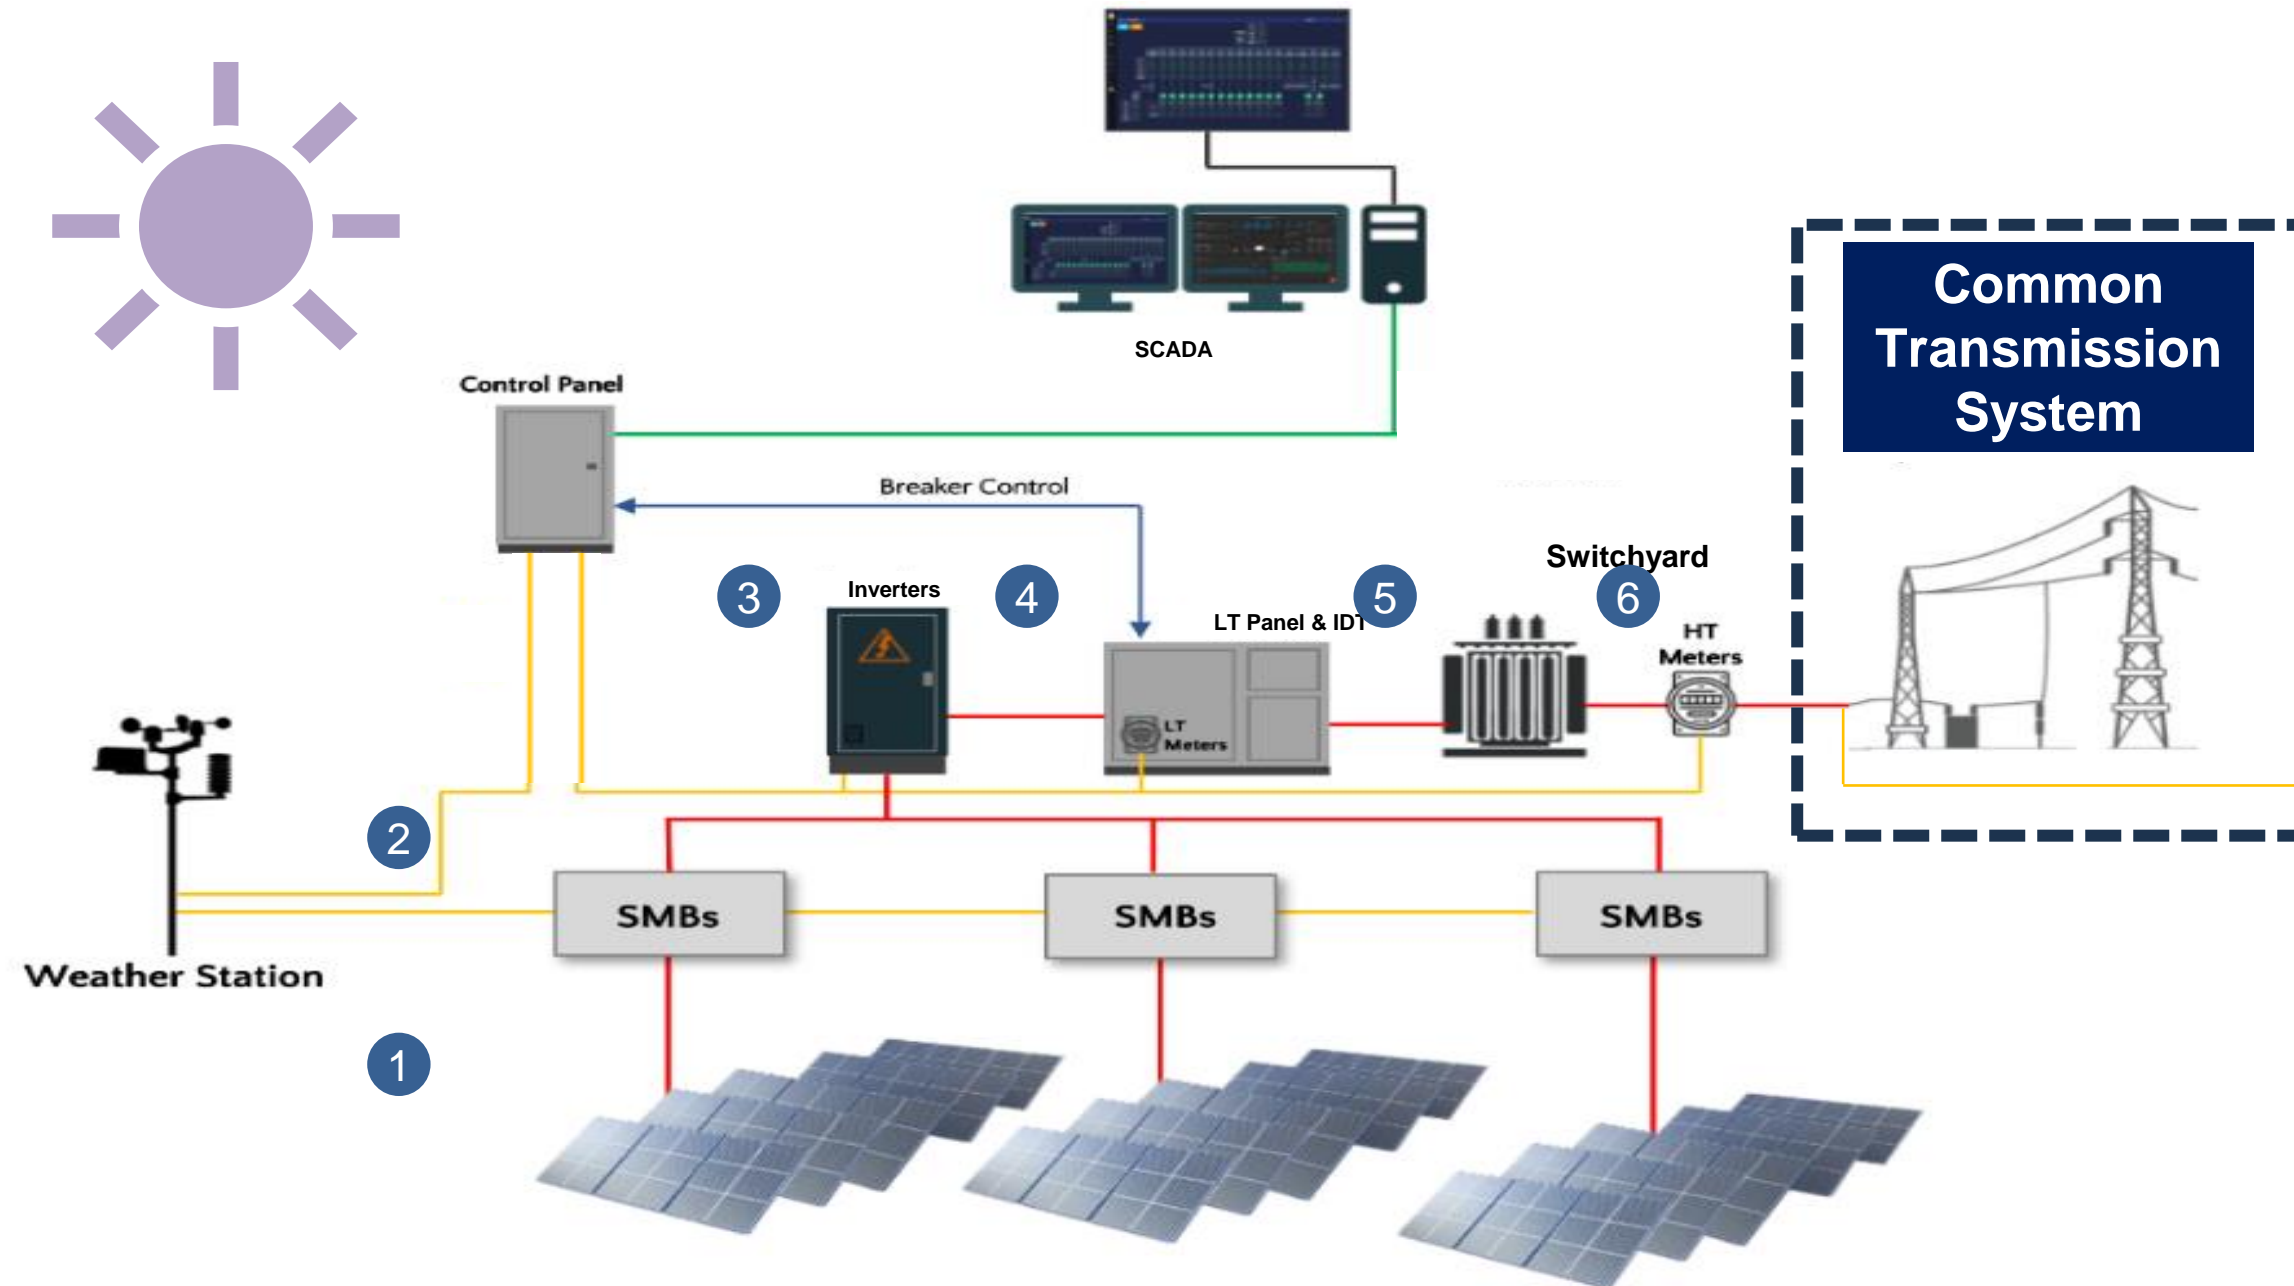 SCADA
Common
Transmission
System
Control Panel
Breaker Control
Switchyard
3
Inverters
4
LT Panel & IDT
5
6
HT
Meters
LT
Meters
2
SMBs
SMBs
SMBs
Weather Station
1